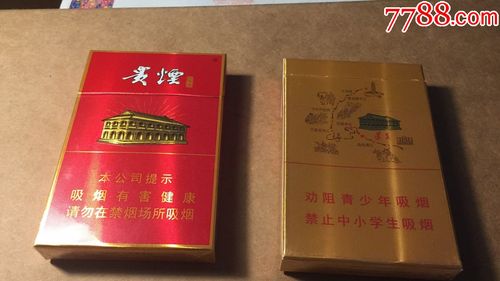 7788.com
贵煙
本公司提示
吸烟有害健康
请勿在禁烟场所吸烟
劝阻青少年吸烟
禁止中小学生吸烟